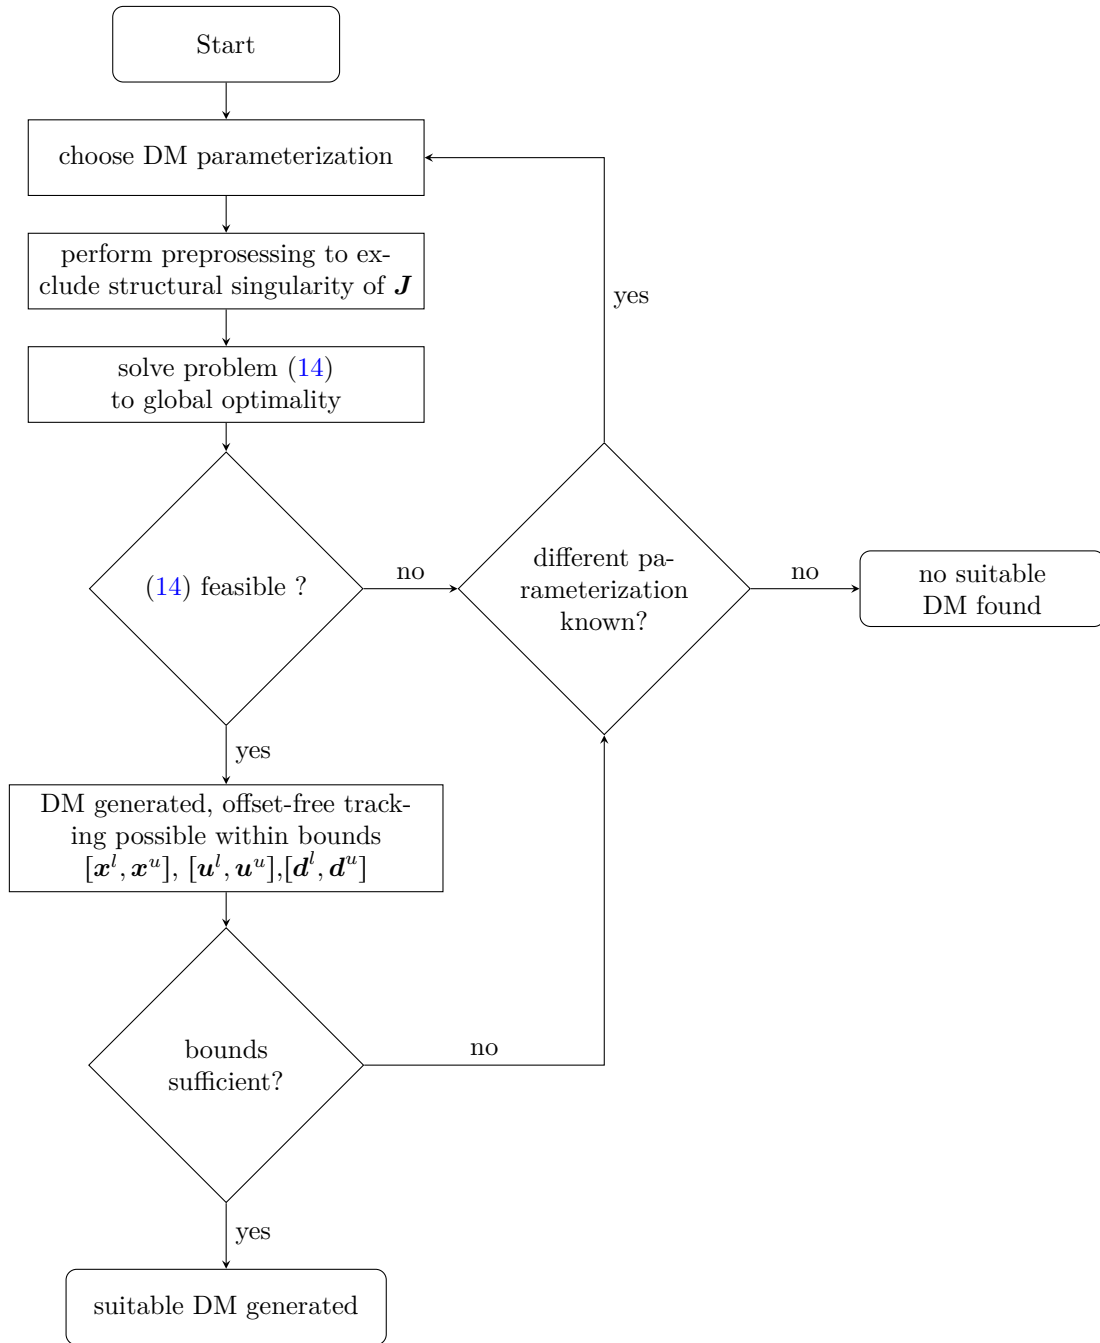 Start
choose DM parameterization
perform preprosessing to ex-
clude structural singularity of J
solve problem (14)
to global optimality
(14) feasible ?
no
different pa-
rameterization
known?
yes
no
no suitable
DM found
yes
DM generated, offset-free track-
ing possible within bounds
[x^l, x^u], [u^l, u^u],[d^l, d^u]
bounds
sufficient?
no
yes
suitable DM generated